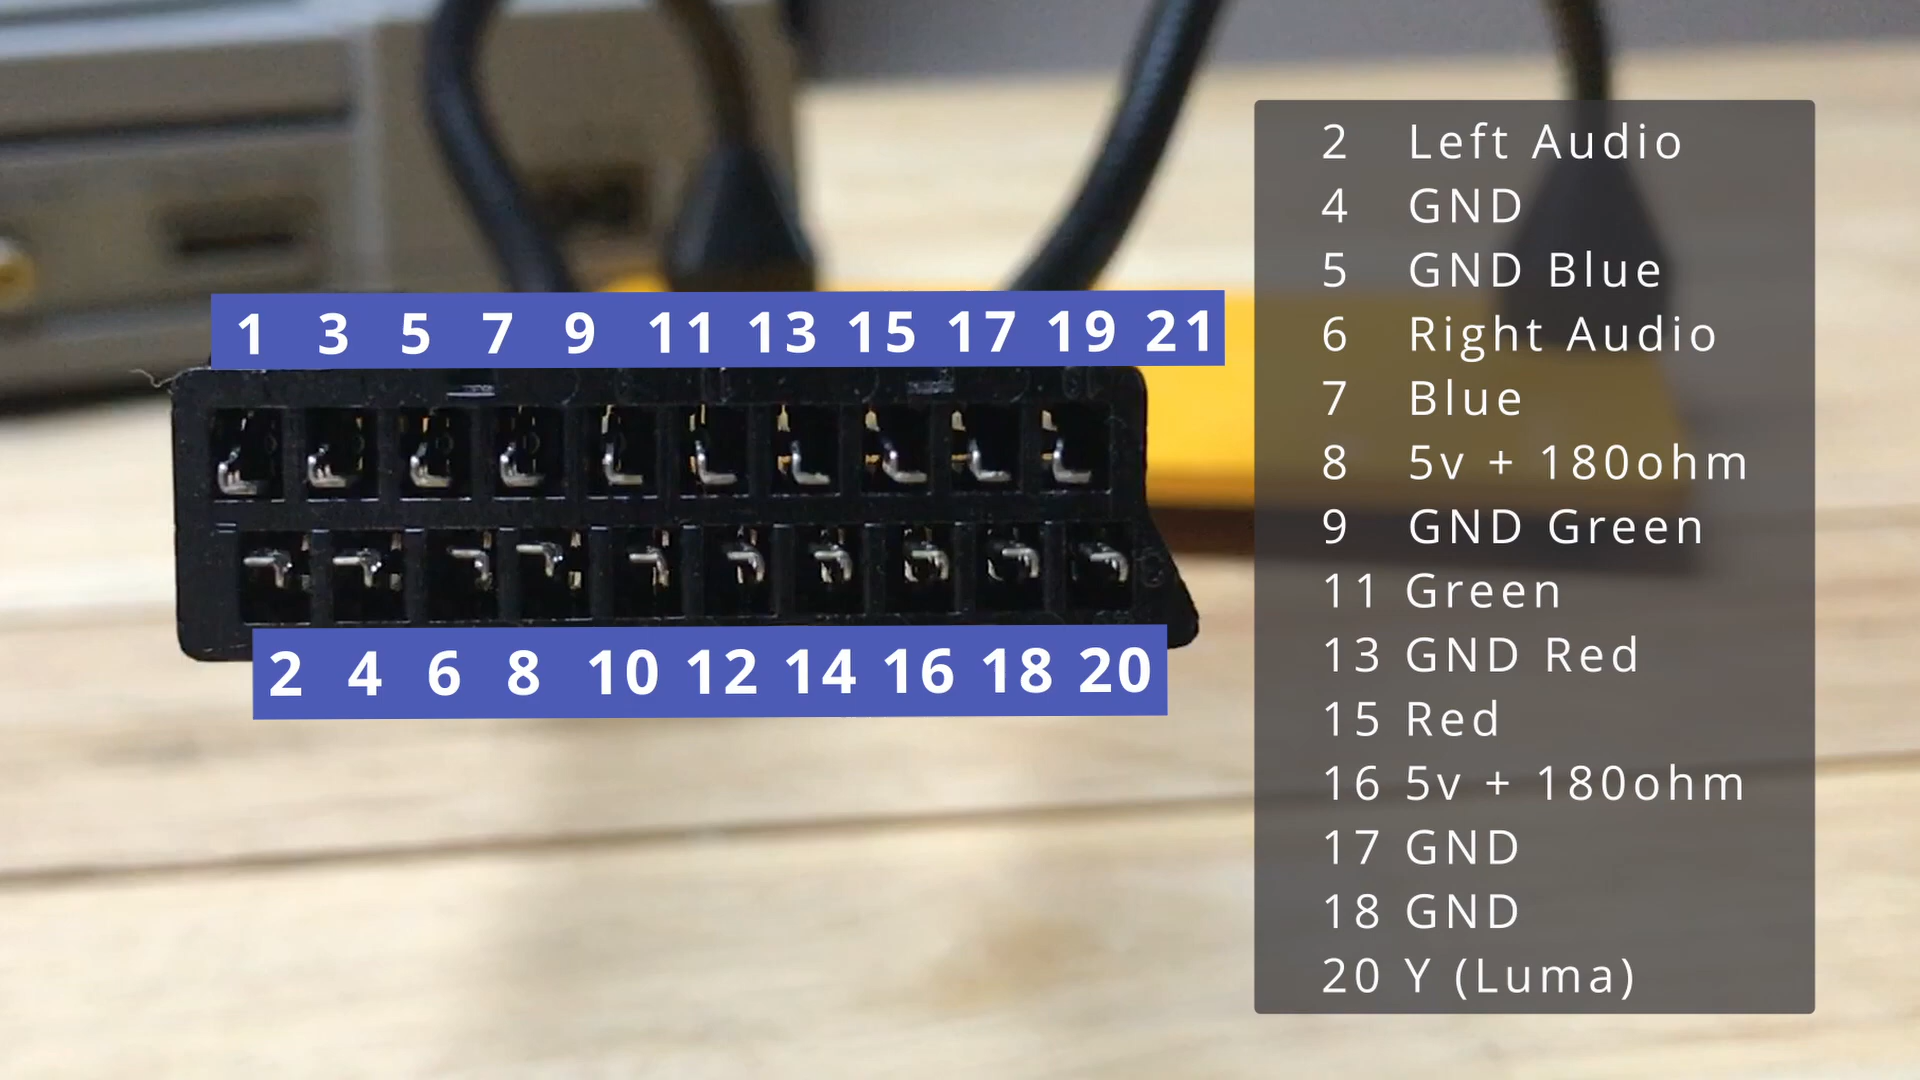 1 3 5 7 9 11 13 15 17 19 21
2 4 6 8 10 12 14 16 18 20
2 Left Audio
4 GND
5 GND Blue
6 Right Audio
7 Blue
8 5v + 180ohm
9 GND Green
11 Green
13 GND Red
15 Red
16 5v + 180ohm
17 GND
18 GND
20 Y (Luma)